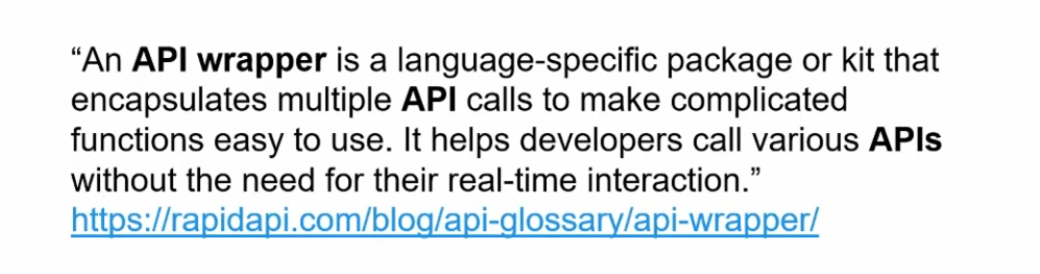 “An API wrapper is a language-specific package or kit that
encapsulates multiple API calls to make complicated
functions easy to use. It helps developers call various APIs
without the need for their real-time interaction.”
https://rapidapi.com/blog/api-glossary/api-wrapper/